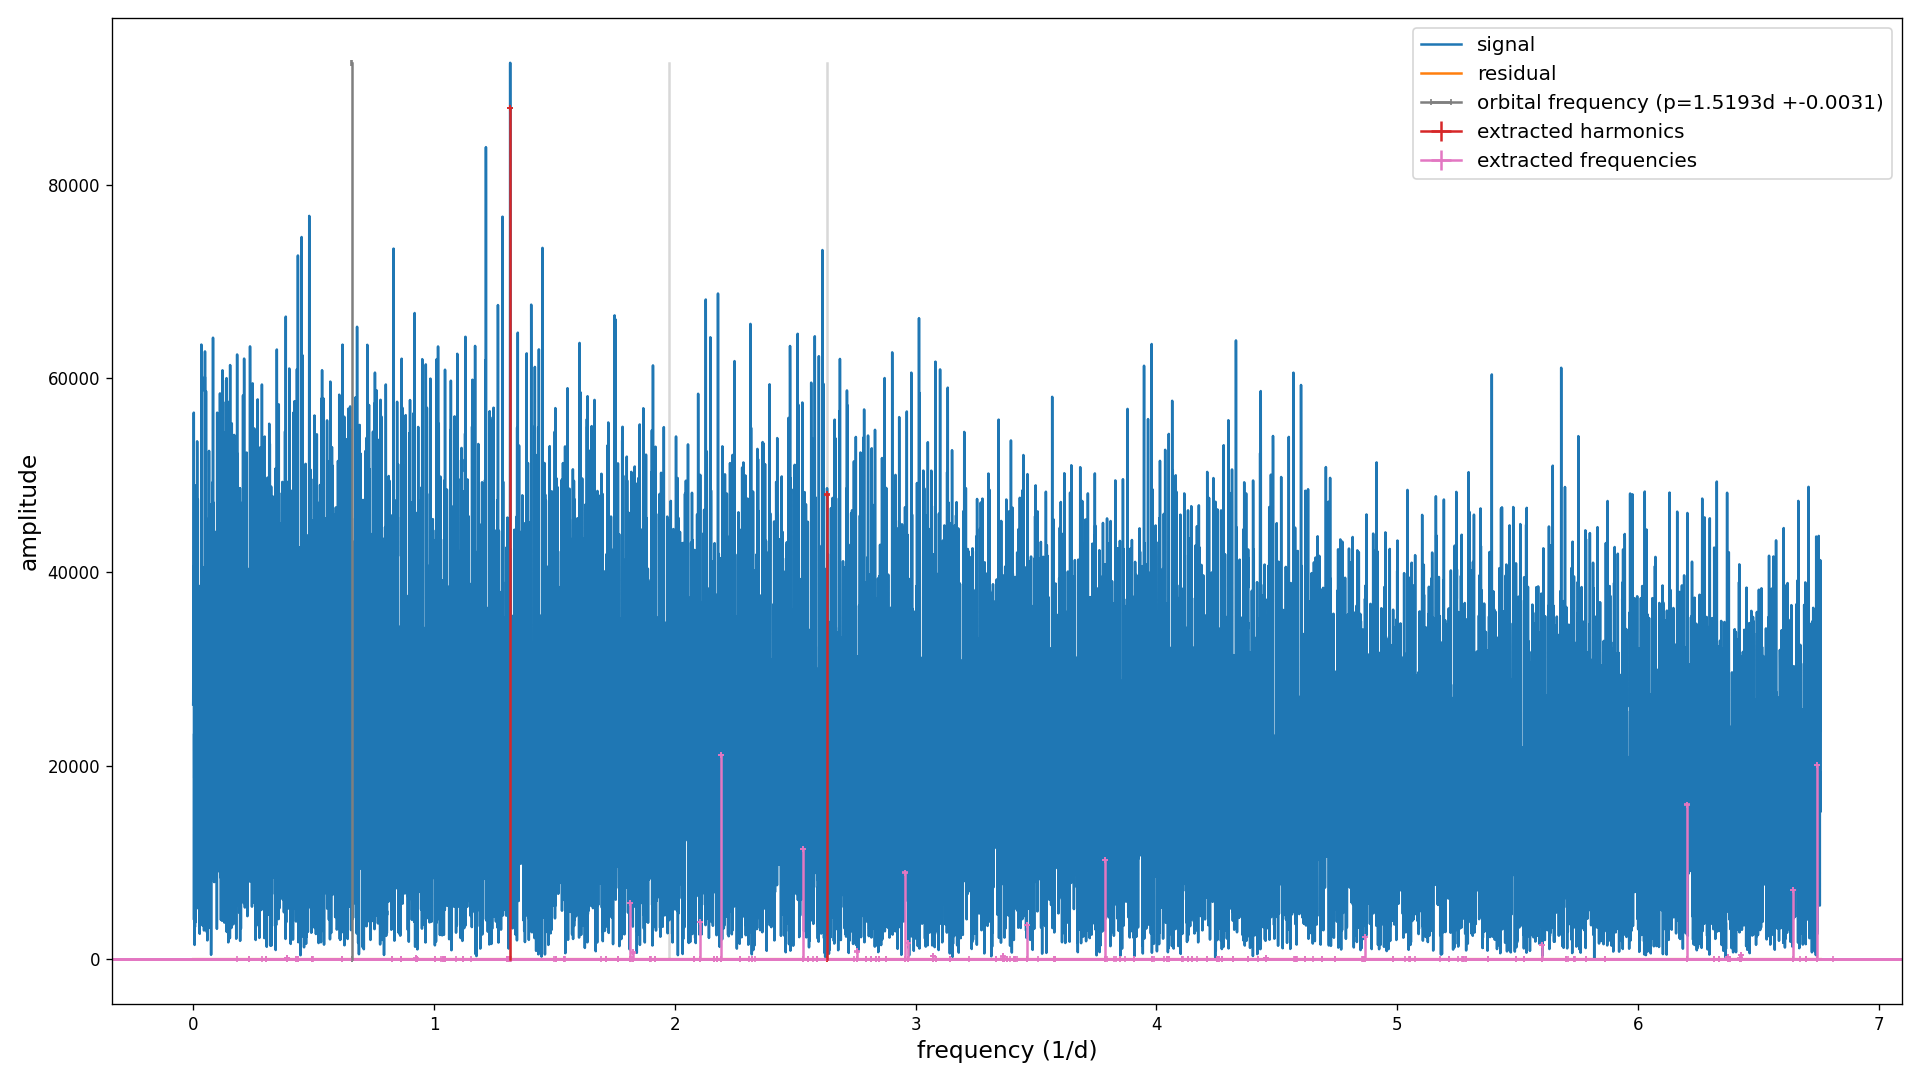 signal
residual
orbital frequency (p=1.5193d +-0.0031)
extracted harmonics
extracted frequencies
amplitude
80000
60000
40000
20000
0
0 1 2 3 4 5 6 7
frequency (1/d)